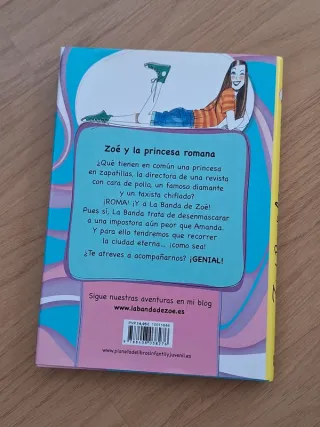 Zoé y la princesa romana
¿Qué tienen en común una princesa
en zapatillas, la directora de una revista
con cara de pollo, un famoso diamante
y un taxista chiflado?
¡ROMA! ¡Y a La Banda de Zoé!
Pues sí, La Banda trata de desenmascarar
a una impostora aún peor que Amanda.
Y para ello tendremos que recorrer
la ciudad eterna... ¡como sea!
¿Te atreves a acompañarnos? ¡GENIAL!
Sigue nuestras aventuras en mi blog
www.labandadezoe.es
www.planetadelibrosinfantilyjuvenil.es